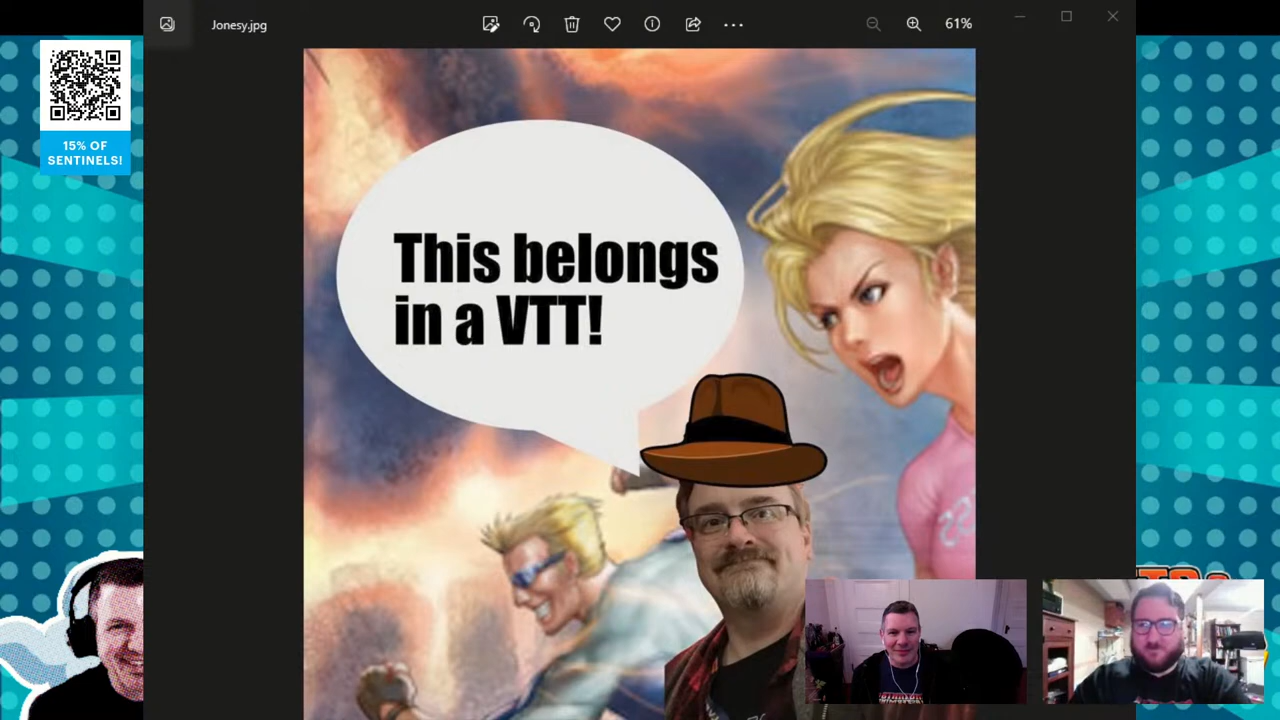 Jonesy.jpg
61%
15% OF
SENTINELS!
This belongs
in a VTT!